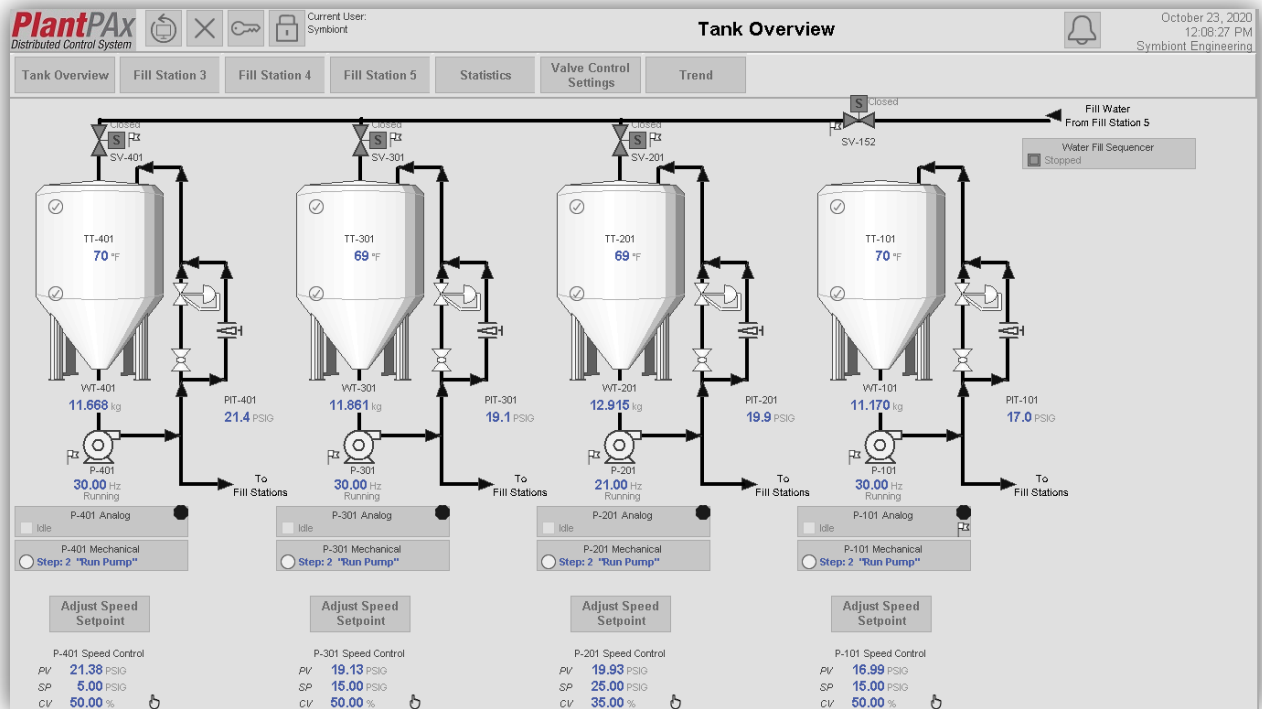 PlantPAx
Distributed Control System
Current User:
Symbiont
Tank Overview
October 23, 2020
12:08:27 PM
Symbiont Engineering
Tank Overview
Fill Station 3
Fill Station 4
Fill Station 5
Statistics
Valve Control
Settings
Trend
Closed
S
SV-401
Closed
S
SV-301
Closed
S
SV-201
S
Closed
SV-152
Fill Water
From Fill Station 5
Water Fill Sequencer
Stopped
TT-401
70 °F
TT-301
69 °F
TT-201
69 °F
TT-101
70 °F
WT-401
11.668 kg
PIT-401
21.4 PSIG
WT-301
11.861 kg
PIT-301
19.1 PSIG
WT-201
12.915 kg
PIT-201
19.9 PSIG
WT-101
11.170 kg
PIT-101
17.0 PSIG
P-401
30.00 Hz
Running
To
Fill Stations
P-301
30.00 Hz
Running
To
Fill Stations
P-201
21.00 Hz
Running
To
Fill Stations
P-101
30.00 Hz
Running
To
Fill Stations
P-401 Analog
Idle
P-301 Analog
Idle
P-201 Analog
Idle
P-101 Analog
Idle
P-401 Mechanical
Step: 2 "Run Pump"
P-301 Mechanical
Step: 2 "Run Pump"
P-201 Mechanical
Step: 2 "Run Pump"
P-101 Mechanical
Step: 2 "Run Pump"
Adjust Speed
Setpoint
Adjust Speed
Setpoint
Adjust Speed
Setpoint
Adjust Speed
Setpoint
P-401 Speed Control
PV 21.38 PSIG
SP 5.00 PSIG
CV 50.00 %
P-301 Speed Control
PV 19.13 PSIG
SP 15.00 PSIG
CV 50.00 %
P-201 Speed Control
PV 19.93 PSIG
SP 25.00 PSIG
CV 35.00 %
P-101 Speed Control
PV 16.99 PSIG
SP 15.00 PSIG
CV 50.00 %